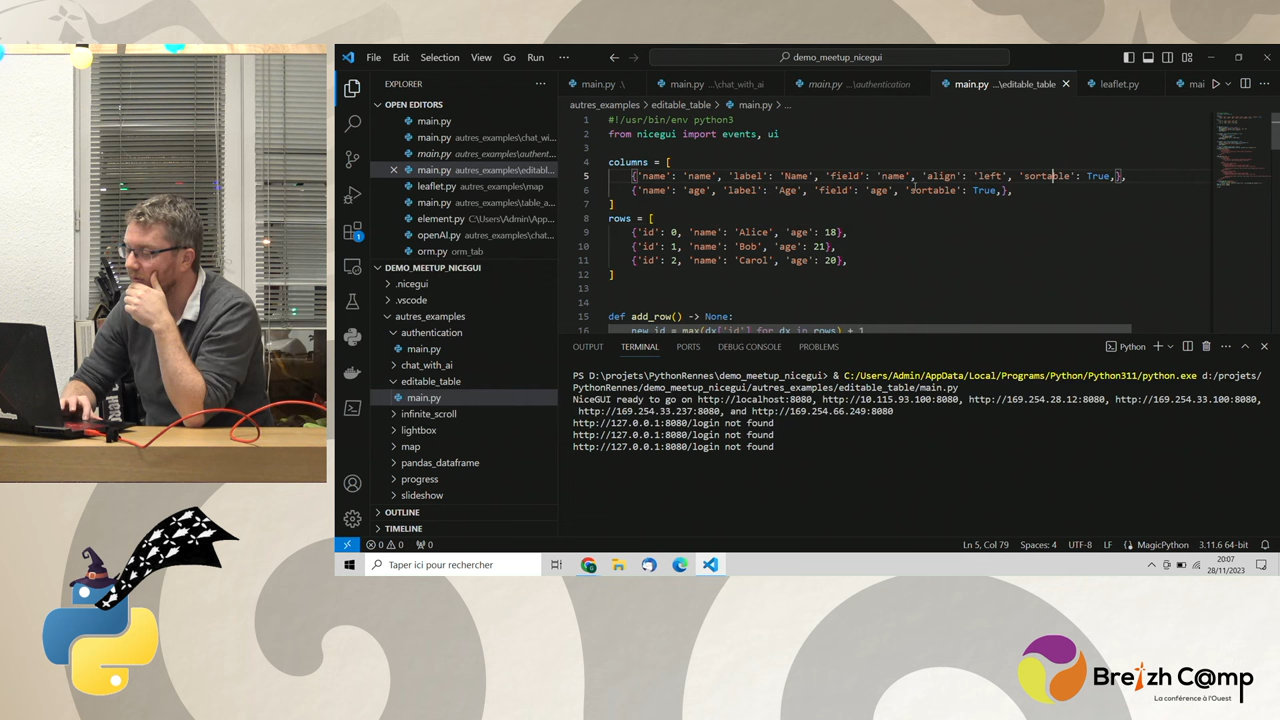 File Edit Selection View Go Run ···
demo_meetup_nicegui
EXPLORER
OPEN EDITORS
main.py
main.py autres_examples\chat_wi...
main.py autres_examples\authent...
main.py autres_examples\editabl...
leaflet.py autres_examples\map
main.py autres_examples\table_a...
element.py C:\Users\Admin\App...
openAI.py autres_examples\chat...
orm.py orm_tab
DEMO_MEETUP_NICEGUI
.nicegui
.vscode
autres_examples
authentication
main.py
chat_with_ai
editable_table
main.py
infinite_scroll
lightbox
map
pandas_dataframe
progress
slideshow
OUTLINE
TIMELINE
main.py .\
main.py ...\chat_with_ai
main.py ...\authentication
main.py ...\editable_table
leaflet.py
mai
autres_examples > editable_table > main.py > ...
1 #!/usr/bin/env python3
2 from nicegui import events, ui
3
4 columns = [
5 {'name': 'name', 'label': 'Name', 'field': 'name', 'align': 'left', 'sortable': True,},
6 {'name': 'age', 'label': 'Age', 'field': 'age', 'sortable': True,},
7 ]
8 rows = [
9 {'id': 0, 'name': 'Alice', 'age': 18},
10 {'id': 1, 'name': 'Bob', 'age': 21},
11 {'id': 2, 'name': 'Carol', 'age': 20},
12 ]
13
14
15 def add_row() -> None:
16 new_id = max(dx['id'] for dx in rows) + 1
OUTPUT TERMINAL PORTS DEBUG CONSOLE PROBLEMS
Python
PS D:\projets\PythonRennes\demo_meetup_nicegui> & C:/Users/Admin/AppData/Local/Programs/Python/Python311/python.exe d:/projets/
PythonRennes/demo_meetup_nicegui/autres_examples/editable_table/main.py
NiceGUI ready to go on http://localhost:8080, http://10.115.93.100:8080, http://169.254.28.12:8080, http://169.254.33.100:8080,
http://169.254.33.237:8080, and http://169.254.66.249:8080
http://127.0.0.1:8080/login not found
http://127.0.0.1:8080/login not found
http://127.0.0.1:8080/login not found
0 0 0 Ln 5, Col 79 Spaces: 4 UTF-8 LF MagicPython 3.11.6 64-bit
Taper ici pour rechercher
20:07
28/11/2023
Breizh C@mp
La conférence à l'Ouest